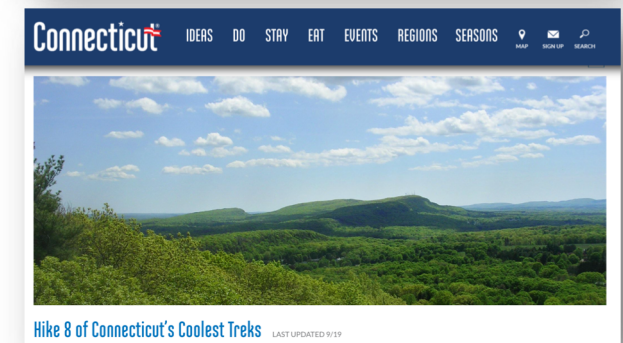 Connecticut®
IDEAS DO STAY EAT EVENTS REGIONS SEASONS
MAP SIGN UP SEARCH
Hike 8 of Connecticut's Coolest Treks LAST UPDATED 9/19